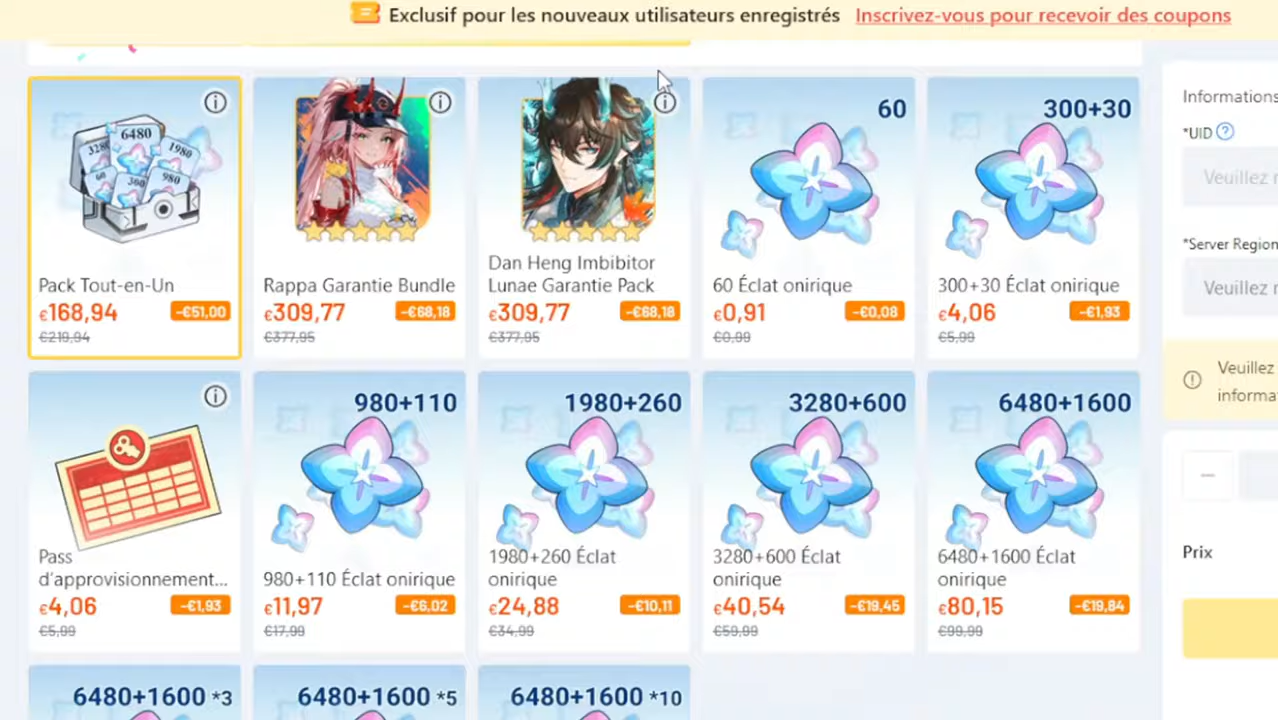 Exclusif pour les nouveaux utilisateurs enregistrés Inscrivez-vous pour recevoir des coupons
6480
3280
1980
60
300
980
Pack Tout-en-Un
€168,94 -€51,00
€219,94
Rappa Garantie Bundle
€309,77 -€68,18
€377,95
Dan Heng Imbibitor
Lunae Garantie Pack
€309,77 -€68,18
€377,95
60
60 Éclat onirique
€0,91 -€0,08
€0,99
300+30
300+30 Éclat onirique
€4,06 -€1,93
€5,99
Informations
*UID ?
Veuillez
*Server Region
Veuillez
Veuillez
informa
Prix
Pass
d'approvisionnement...
€4,06 -€1,93
€5,99
980+110
980+110 Éclat onirique
€11,97 -€6,02
€17,99
1980+260
1980+260 Éclat
onirique
€24,88 -€10,11
€34,99
3280+600
3280+600 Éclat
onirique
€40,54 -€19,45
€59,99
6480+1600
6480+1600 Éclat
onirique
€80,15 -€19,84
€99,99
6480+1600 *3
6480+1600 *5
6480+1600 *10